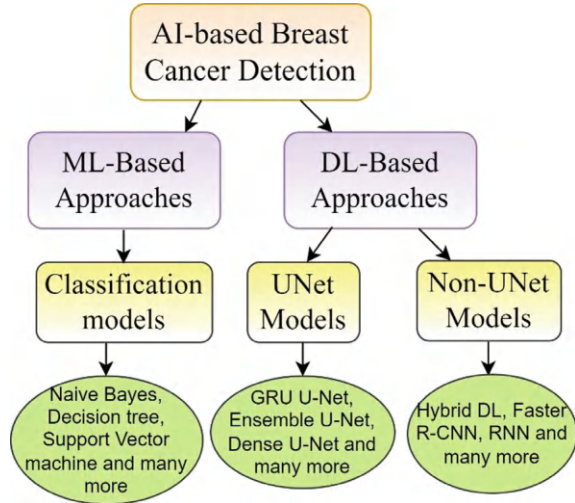 AI-based Breast
Cancer Detection
ML-Based
Approaches
DL-Based
Approaches
Classification
models
UNet
Models
Non-UNet
Models
Naive Bayes,
Decision tree,
Support Vector
machine and many
more
GRU U-Net,
Ensemble U-Net,
Dense U-Net and
many more
Hybrid DL, Faster
R-CNN, RNN and
many more